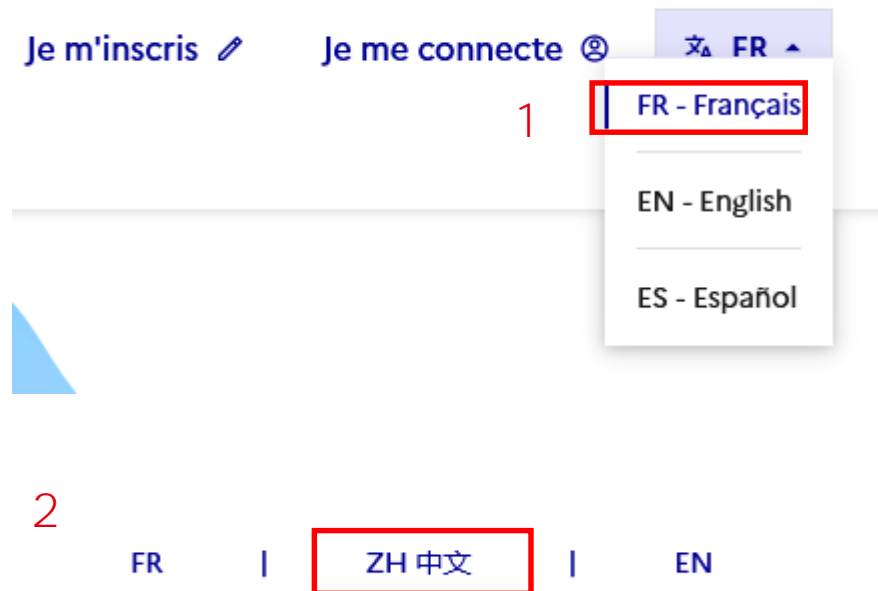 Je m'inscris Je me connecte FR
1 FR - Français
EN - English
ES - Español
2
FR | ZH 中文 | EN